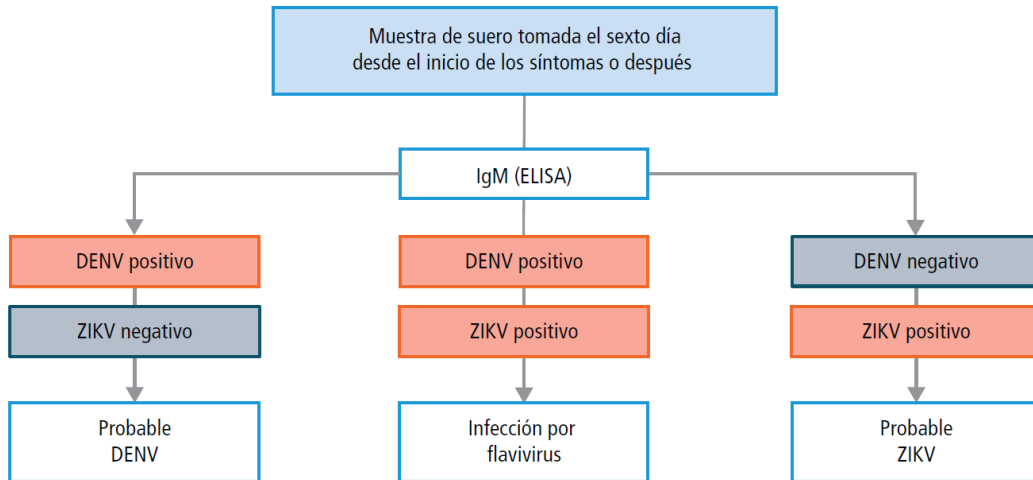 Muestra de suero tomada el sexto día
desde el inicio de los síntomas o después
IgM (ELISA)
DENV positivo
ZIKV negativo
Probable
DENV
DENV positivo
ZIKV positivo
Infección por
flavivirus
DENV negativo
ZIKV positivo
Probable
ZIKV